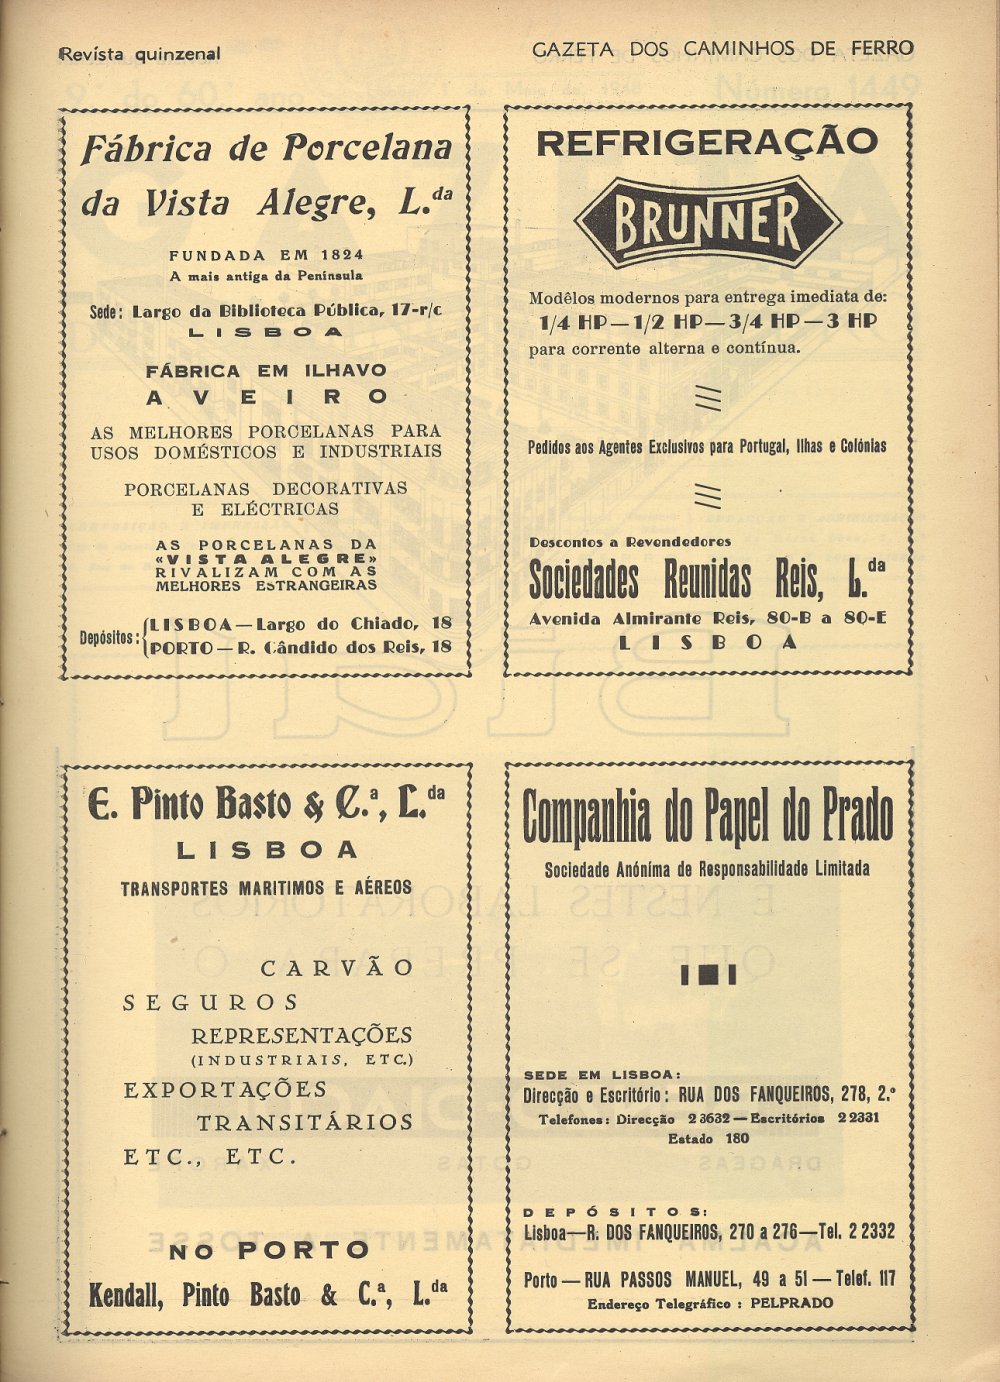 Revista quinzenal
GAZETA DOS CAMINHOS DE FERRO
Fábrica de Porcelana
da Vista Alegre, L.da
FUNDADA EM 1824
A mais antiga da Península
Sede: Largo da Biblioteca Pública, 17-r/c
LISBOA
FÁBRICA EM ILHAVO
AVEIRO
AS MELHORES PORCELANAS PARA
USOS DOMÉSTICOS E INDUSTRIAIS
PORCELANAS DECORATIVAS
E ELÉCTRICAS
AS PORCELANAS DA
«VISTA ALEGRE»
RIVALIZAM COM AS
MELHORES ESTRANGEIRAS
Depósitos: {LISBOA—Largo do Chiado, 18
PORTO—R. Cândido dos Reis, 18
REFRIGERAÇÃO
BRUNNER
Modêlos modernos para entrega imediata de:
1/4 HP—1/2 HP—3/4 HP—3 HP
para corrente alterna e contínua.
Pedidos aos Agentes Exclusivos para Portugal, Ilhas e Colónias
Descontos a Revendedores
Sociedades Reunidas Reis, L.da
Avenida Almirante Reis, 80-B a 80-E
LISBOA
E. Pinto Basto & C.a, L.da
LISBOA
TRANSPORTES MARITIMOS E AÉREOS
CARVÃO
SEGUROS
REPRESENTAÇÕES
(INDUSTRIAIS, ETC.)
EXPORTAÇÕES
TRANSITÁRIOS
ETC., ETC.
NO PORTO
Kendall, Pinto Basto & C.a, L.da
Companhia do Papel do Prado
Sociedade Anónima de Responsabilidade Limitada
SEDE EM LISBOA:
Direcção e Escritório: RUA DOS FANQUEIROS, 278, 2.º
Telefones: Direcção 2 3632—Escritórios 2 2331
Estado 180
DEPÓSITOS:
Lisboa—R. DOS FANQUEIROS, 270 a 276—Tel. 2 2332
Porto—RUA PASSOS MANUEL, 49 a 51—Telef. 117
Endereço Telegráfico: PELPRADO